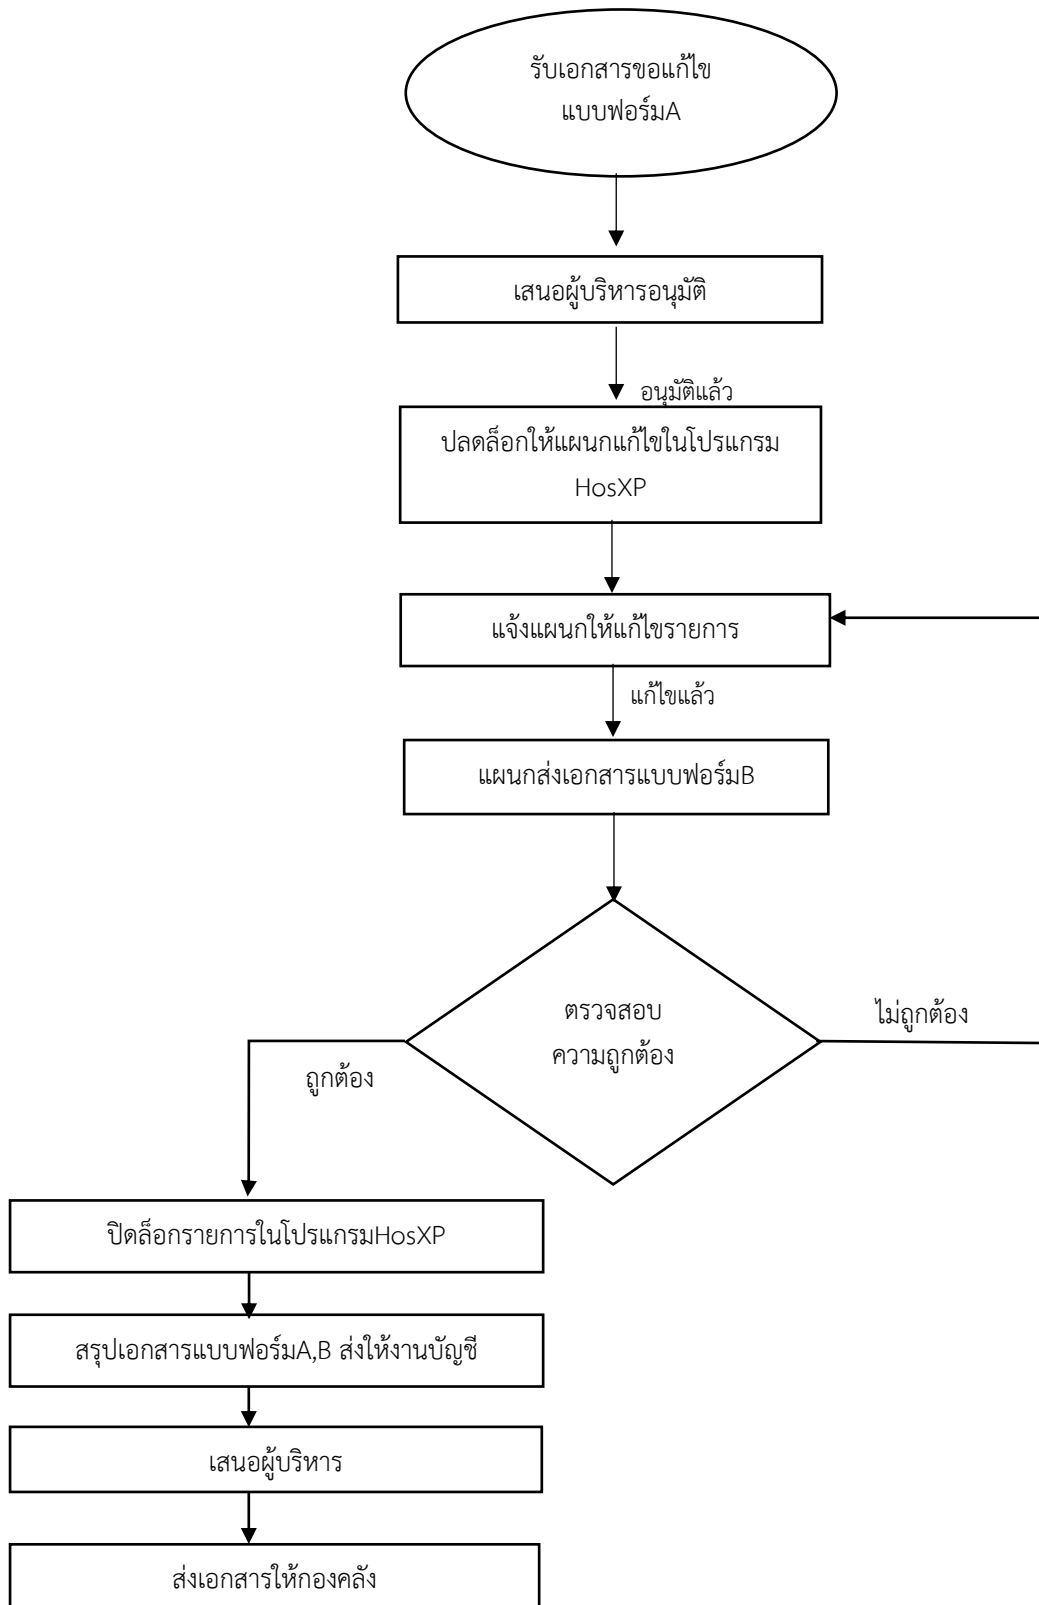 รับเอกสารขอแก้ไข
แบบฟอร์มA
เสนอผู้บริหารอนุมัติ
อนุมัติแล้ว
ปลดล็อกให้แผนกแก้ไขในโปรแกรม
HosXP
แจ้งแผนกให้แก้ไขรายการ
แก้ไขแล้ว
แผนกส่งเอกสารแบบฟอร์มB
ตรวจสอบ
ความถูกต้อง
ไม่ถูกต้อง
ถูกต้อง
ปิดล็อกรายการในโปรแกรมHosXP
สรุปเอกสารแบบฟอร์มA,B ส่งให้งานบัญชี
เสนอผู้บริหาร
ส่งเอกสารให้กองคลัง